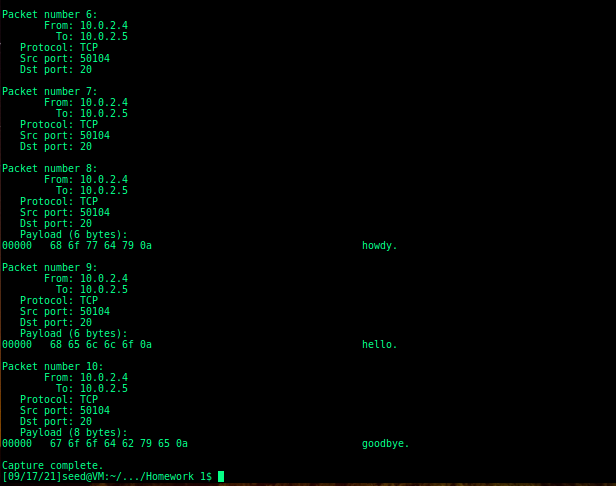 Packet number 6:
       From: 10.0.2.4
         To: 10.0.2.5
   Protocol: TCP
   Src port: 50104
   Dst port: 20

Packet number 7:
       From: 10.0.2.4
         To: 10.0.2.5
   Protocol: TCP
   Src port: 50104
   Dst port: 20

Packet number 8:
       From: 10.0.2.4
         To: 10.0.2.5
   Protocol: TCP
   Src port: 50104
   Dst port: 20
   Payload (6 bytes):
00000   68 6f 77 64 79 0a                                   howdy.

Packet number 9:
       From: 10.0.2.4
         To: 10.0.2.5
   Protocol: TCP
   Src port: 50104
   Dst port: 20
   Payload (6 bytes):
00000   68 65 6c 6c 6f 0a                                   hello.

Packet number 10:
       From: 10.0.2.4
         To: 10.0.2.5
   Protocol: TCP
   Src port: 50104
   Dst port: 20
   Payload (8 bytes):
00000   67 6f 6f 64 62 79 65 0a                             goodbye.

Capture complete.
[09/17/21]seed@VM:~/.../Homework 1$